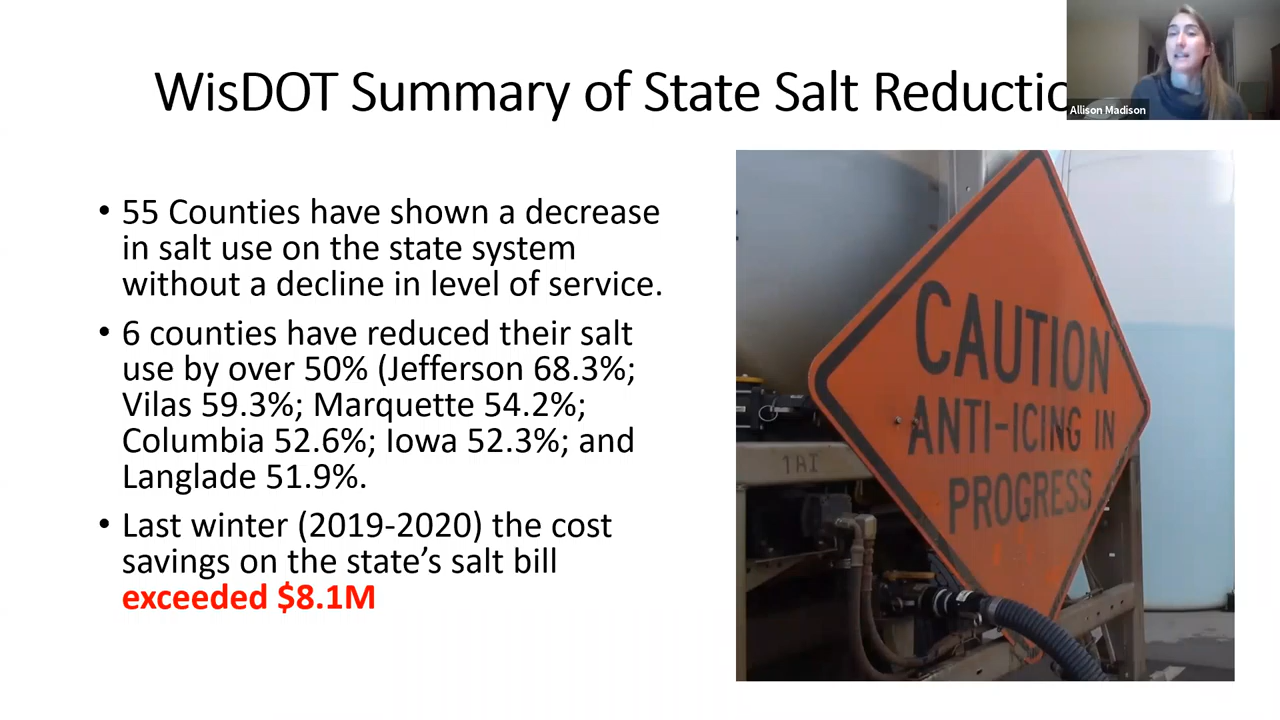 WisDOT Summary of State Salt Reductio
Allison Madison
• 55 Counties have shown a decrease
in salt use on the state system
without a decline in level of service.
• 6 counties have reduced their salt
use by over 50% (Jefferson 68.3%;
Vilas 59.3%; Marquette 54.2%;
Columbia 52.6%; Iowa 52.3%; and
Langlade 51.9%.
• Last winter (2019-2020) the cost
savings on the state’s salt bill
exceeded $8.1M
CAUTION
ANTI-ICING IN
PROGRESS
1AI